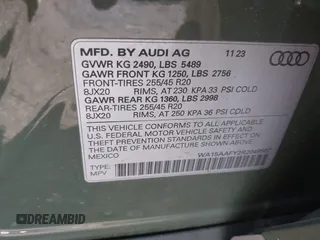 MFD. BY AUDI AG 11 23
GVWR KG 2490, LBS 5489
GAWR FRONT KG 1250, LBS 2756
FRONT-TIRES 255/45 R20
8JX20 RIMS, AT 230 KPA 33 PSI COLD
GAWR REAR KG 1360, LBS 2998
REAR-TIRES 255/45 R20
8JX20 RIMS, AT 250 KPA 36 PSI COLD
THIS VEHICLE CONFORMS TO ALL APPLICABLE
U.S. FEDERAL MOTOR VEHICLE SAFETY, BUMPER AND
THEFT PREVENTION STANDARDS IN EFFECT ON THE
DATE OF MANUFACTURE SHOWN ABOVE. MADE IN
MEXICO
TYPE:
MPV